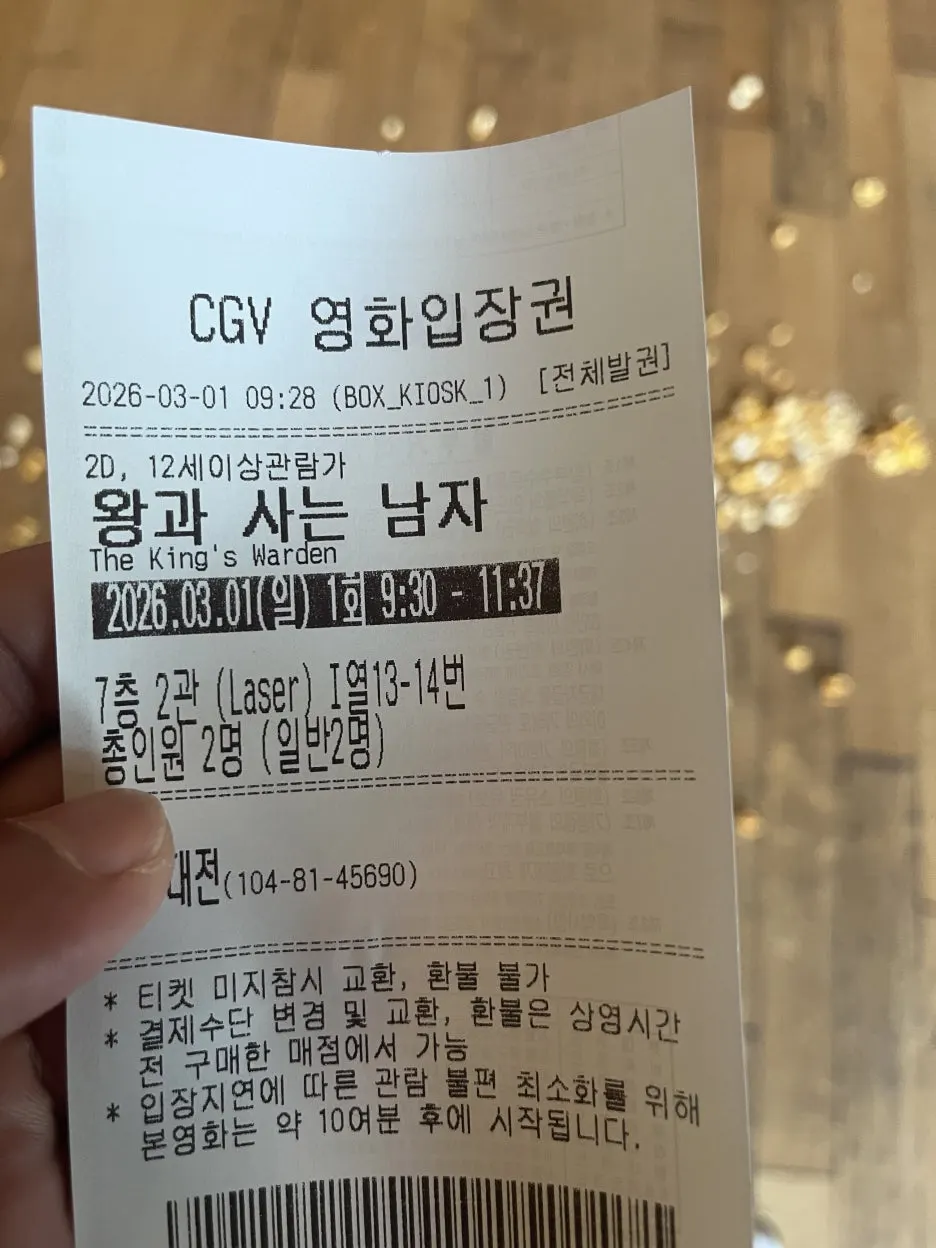 CGV 영화입장권
2026-03-01 09:28 (BOX_KIOSK_1) [전체발권]
2D, 12세이상관람가
왕과 사는 남자
The King's Warden
2026.03.01(일) 1회 9:30 - 11:37
7층 2관 (Laser) I열13-14번
총인원 2명 (일반2명)
대전(104-81-45690)
* 티켓 미지참시 교환, 환불 불가
* 결제수단 변경 및 교환, 환불은 상영시간
전 구매한 매점에서 가능
* 입장지연에 따른 관람 불편 최소화를 위해
본영화는 약 10여분 후에 시작됩니다.